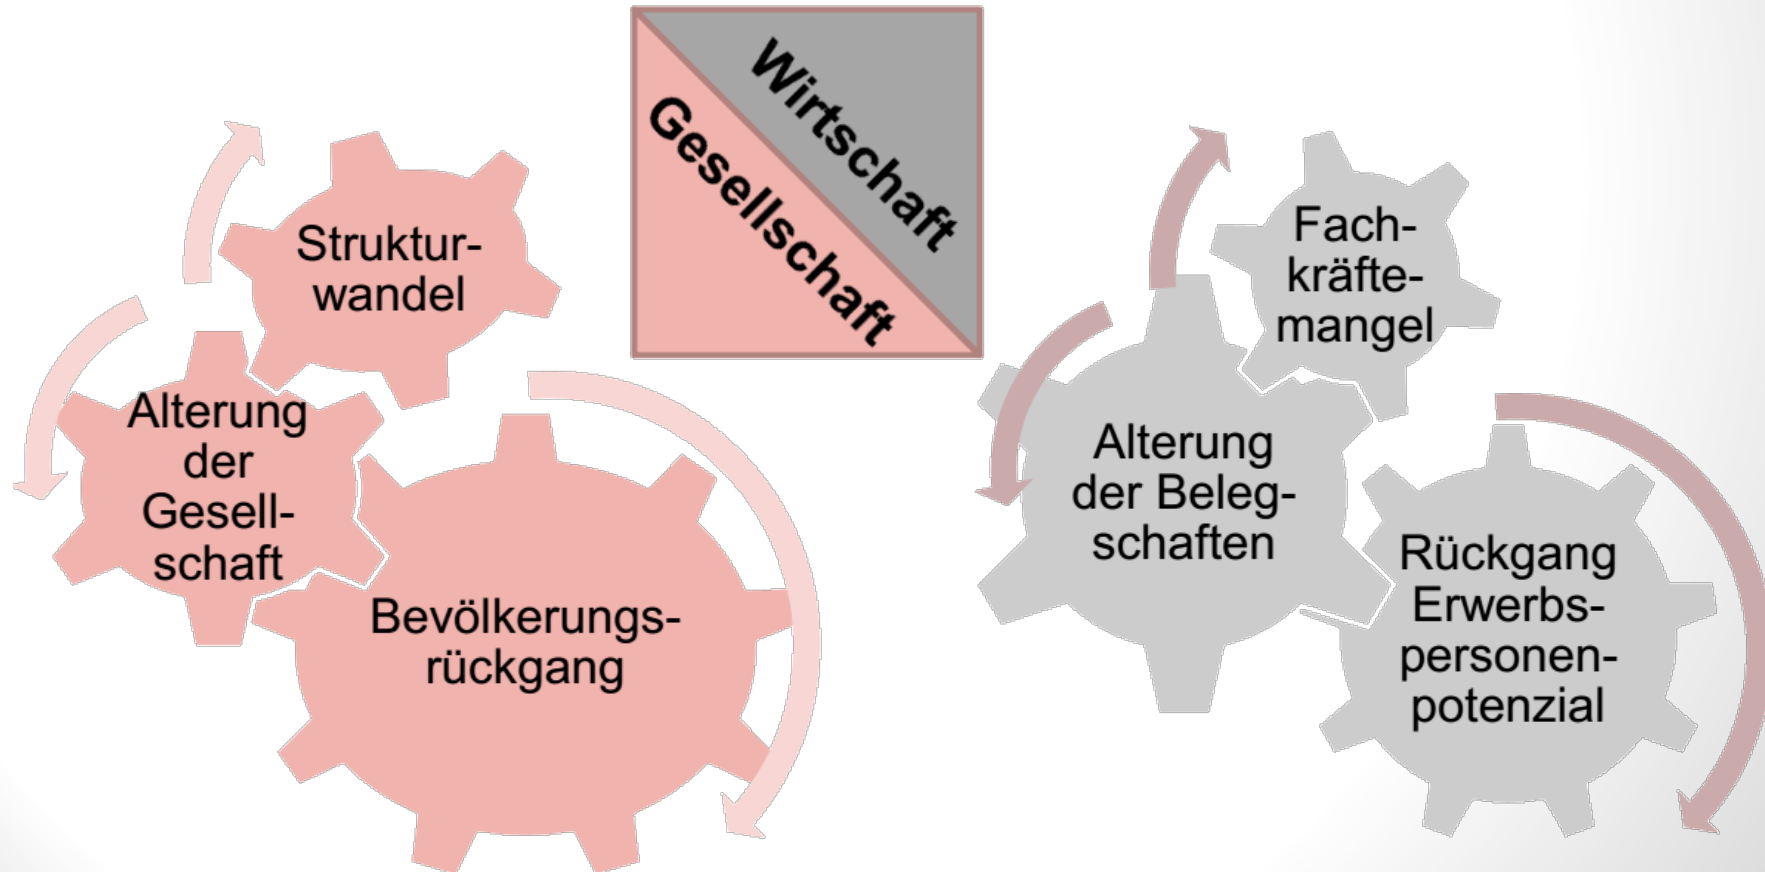 Wirtschaft
Gesellschaft
Struktur-
wandel
Alterung
der
Gesell-
schaft
Bevölkerungs-
rückgang
Fach-
kräfte-
mangel
Alterung
der Beleg-
schaften
Rückgang
Erwerbs-
personen-
potenzial